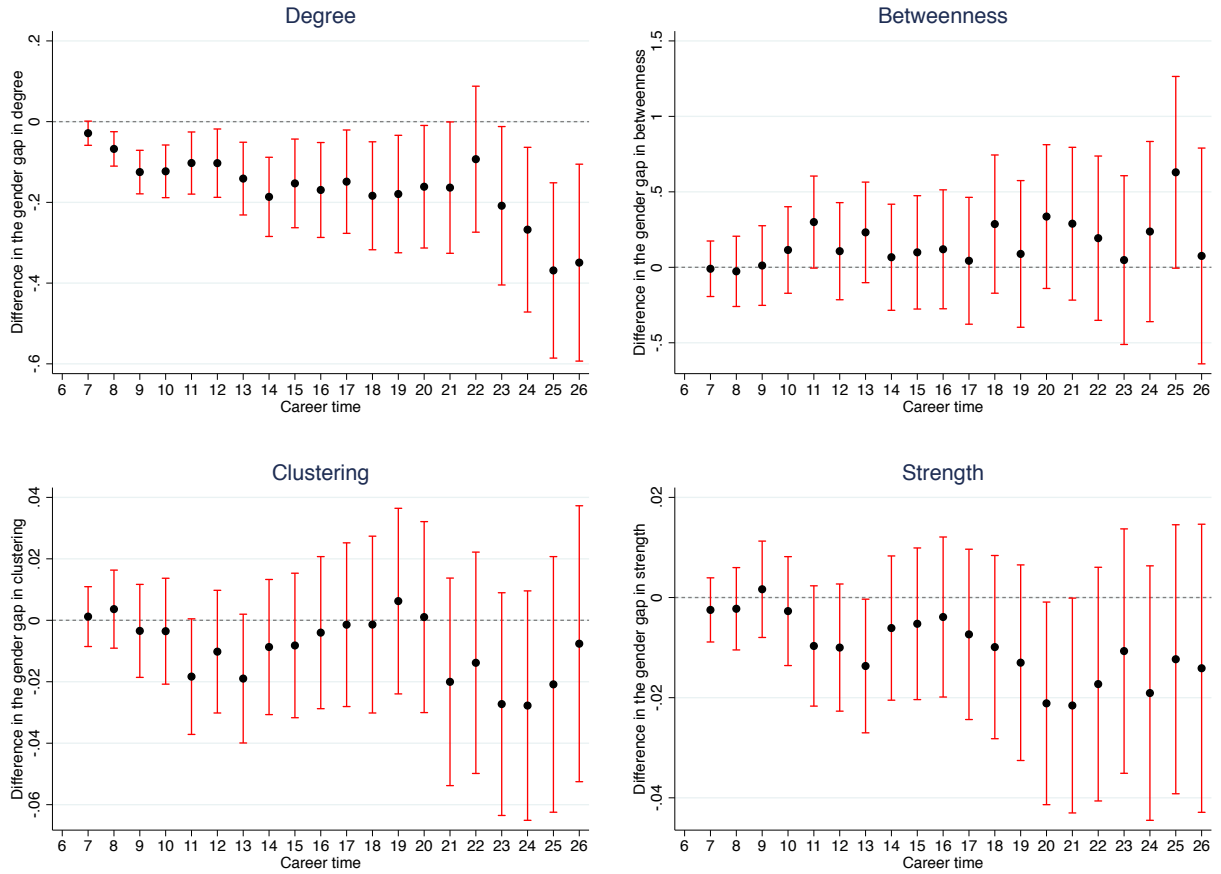 Degree
Difference in the gender gap in degree
.2
0
-.2
-.4
-.6
6 7 8 9 10 11 12 13 14 15 16 17 18 19 20 21 22 23 24 25 26
Career time
Betweenness
Difference in the gender gap in betweenness
1.5
1
.5
0
-.5
6 7 8 9 10 11 12 13 14 15 16 17 18 19 20 21 22 23 24 25 26
Career time
Clustering
Difference in the gender gap in clustering
.04
.02
0
-.02
-.04
-.06
6 7 8 9 10 11 12 13 14 15 16 17 18 19 20 21 22 23 24 25 26
Career time
Strength
Difference in the gender gap in strength
.02
0
-.02
-.04
6 7 8 9 10 11 12 13 14 15 16 17 18 19 20 21 22 23 24 25 26
Career time